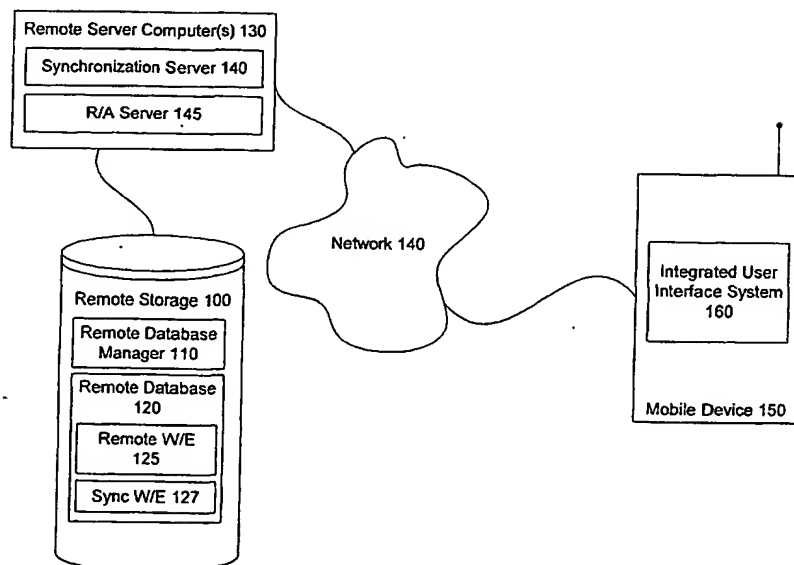 Remote Server Computer(s) 130
Synchronization Server 140
R/A Server 145
Network 140
Integrated User
Interface System
160
Mobile Device 150
Remote Storage 100
Remote Database
Manager 110
Remote Database
120
Remote W/E
125
Sync W/E 127